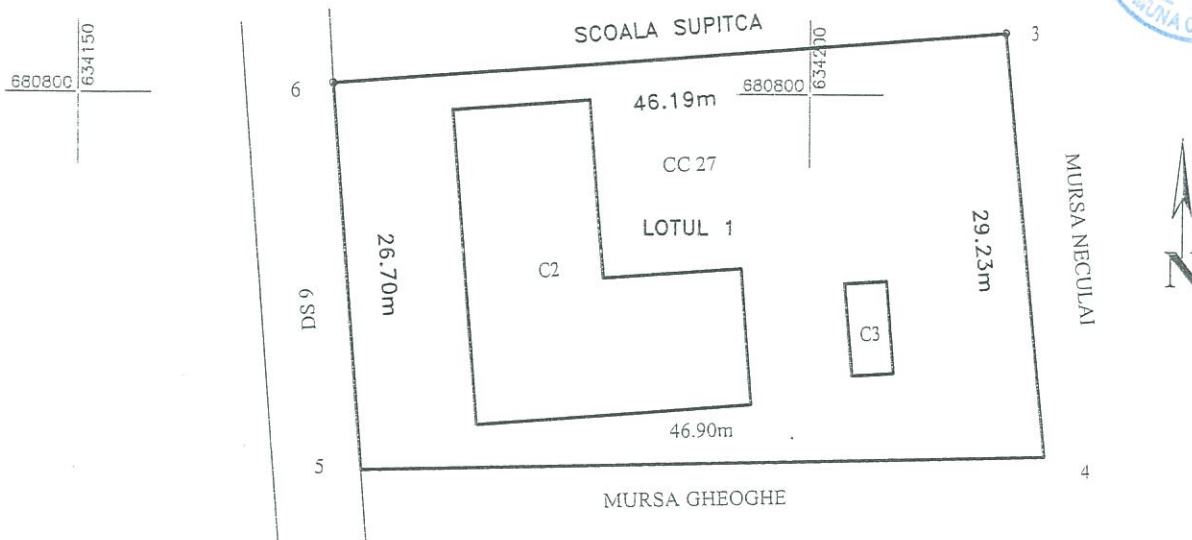 SCOALA SUPITCA
3
634150
680800
6
46.19m
680800
634200
CC 27
MURSA NECULAI
LOTUL 1
26.70m
29.23m
C2
DS 9
C3
N
46.90m
5
4
MURSA GHEOGHE